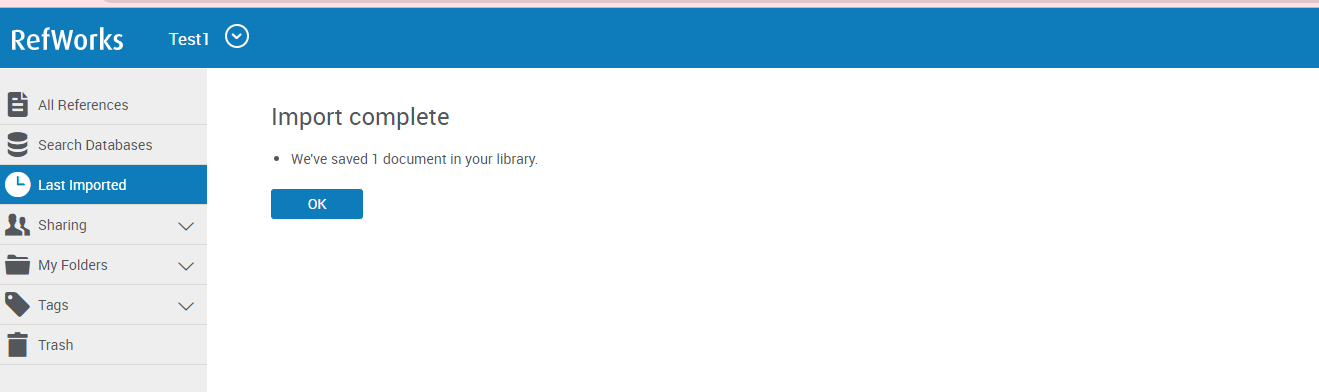 RefWorks Test1
All References
Search Databases
Last Imported
Sharing
My Folders
Tags
Trash
Import complete
• We've saved 1 document in your library.
OK